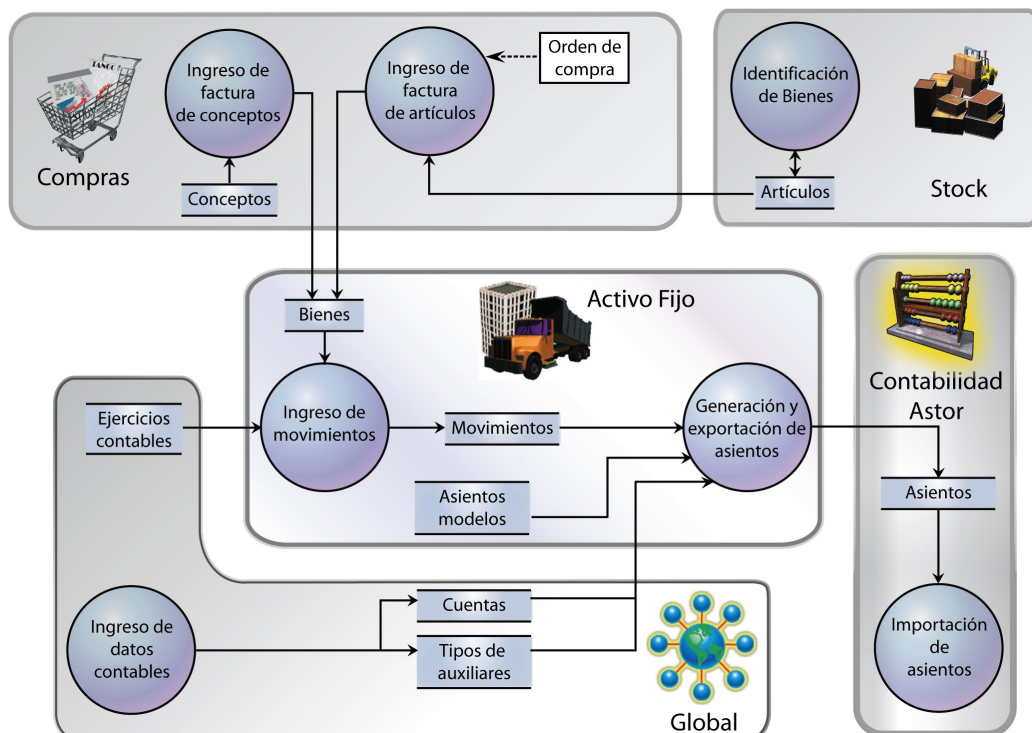 Ingreso de
factura
de conceptos
Conceptos
TANGO
Compras
Ingreso de
factura
de artículos
Orden de
compra
Identificación
de Bienes
Artículos
Stock
Bienes
Activo Fijo
Ejercicios
contables
Ingreso de
movimientos
Movimientos
Asientos
modelos
Generación y
exportación de
asientos
Contabilidad
Astor
Asientos
Importación
de
asientos
Ingreso de
datos
contables
Cuentas
Tipos de
auxiliares
Global